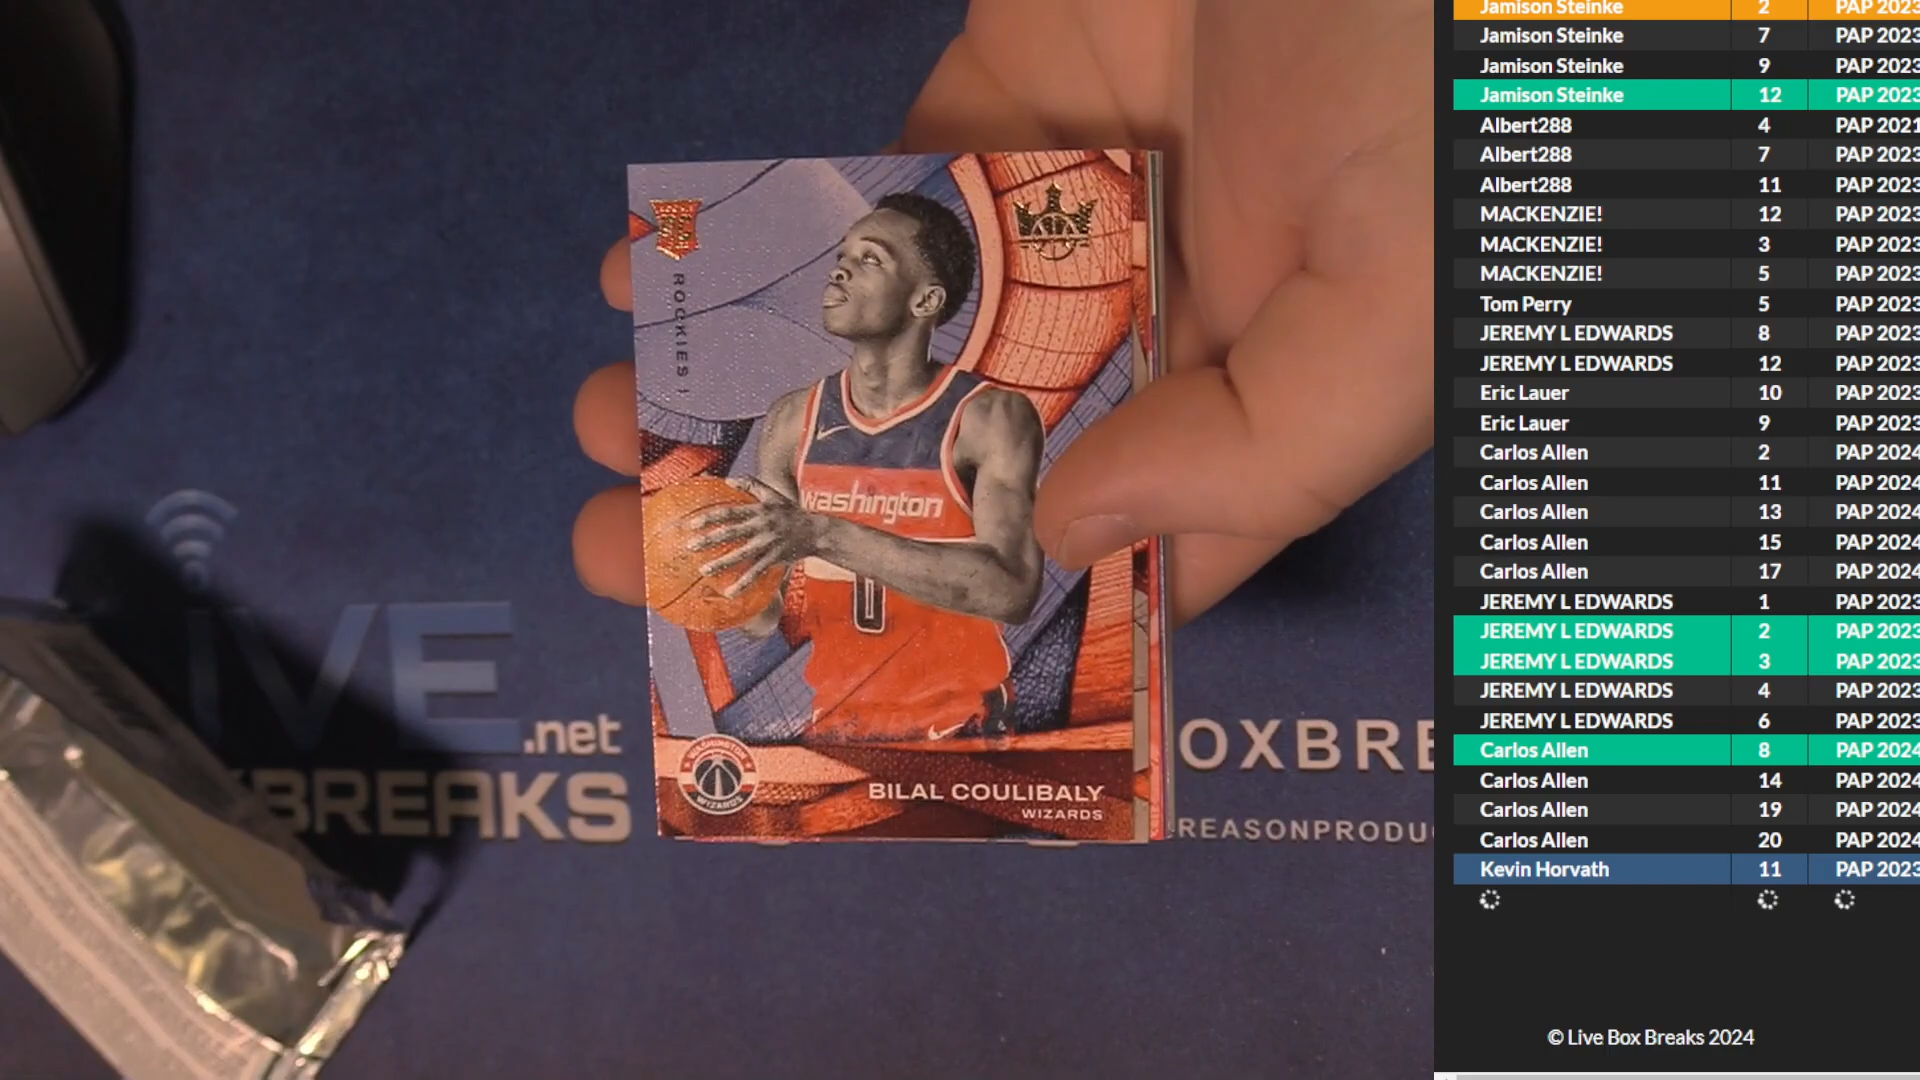 RC
ROOKIES I
washington
0
WASHINGTON
WIZARDS
BILAL COULIBALY
WIZARDS
LIVE
.net
BREAKS
OXBRE
REASONPRODU
Jamison Steinke 2 PAP 2023
Jamison Steinke 7 PAP 2023
Jamison Steinke 9 PAP 2023
Jamison Steinke 12 PAP 2023
Albert288 4 PAP 2021
Albert288 7 PAP 2023
Albert288 11 PAP 2023
MACKENZIE! 12 PAP 2023
MACKENZIE! 3 PAP 2023
MACKENZIE! 5 PAP 2023
Tom Perry 5 PAP 2023
JEREMY L EDWARDS 8 PAP 2023
JEREMY L EDWARDS 12 PAP 2023
Eric Lauer 10 PAP 2023
Eric Lauer 9 PAP 2023
Carlos Allen 2 PAP 2024
Carlos Allen 11 PAP 2024
Carlos Allen 13 PAP 2024
Carlos Allen 15 PAP 2024
Carlos Allen 17 PAP 2024
JEREMY L EDWARDS 1 PAP 2023
JEREMY L EDWARDS 2 PAP 2023
JEREMY L EDWARDS 3 PAP 2023
JEREMY L EDWARDS 4 PAP 2023
JEREMY L EDWARDS 6 PAP 2023
Carlos Allen 8 PAP 2024
Carlos Allen 14 PAP 2024
Carlos Allen 19 PAP 2024
Carlos Allen 20 PAP 2024
Kevin Horvath 11 PAP 2023
© Live Box Breaks 2024